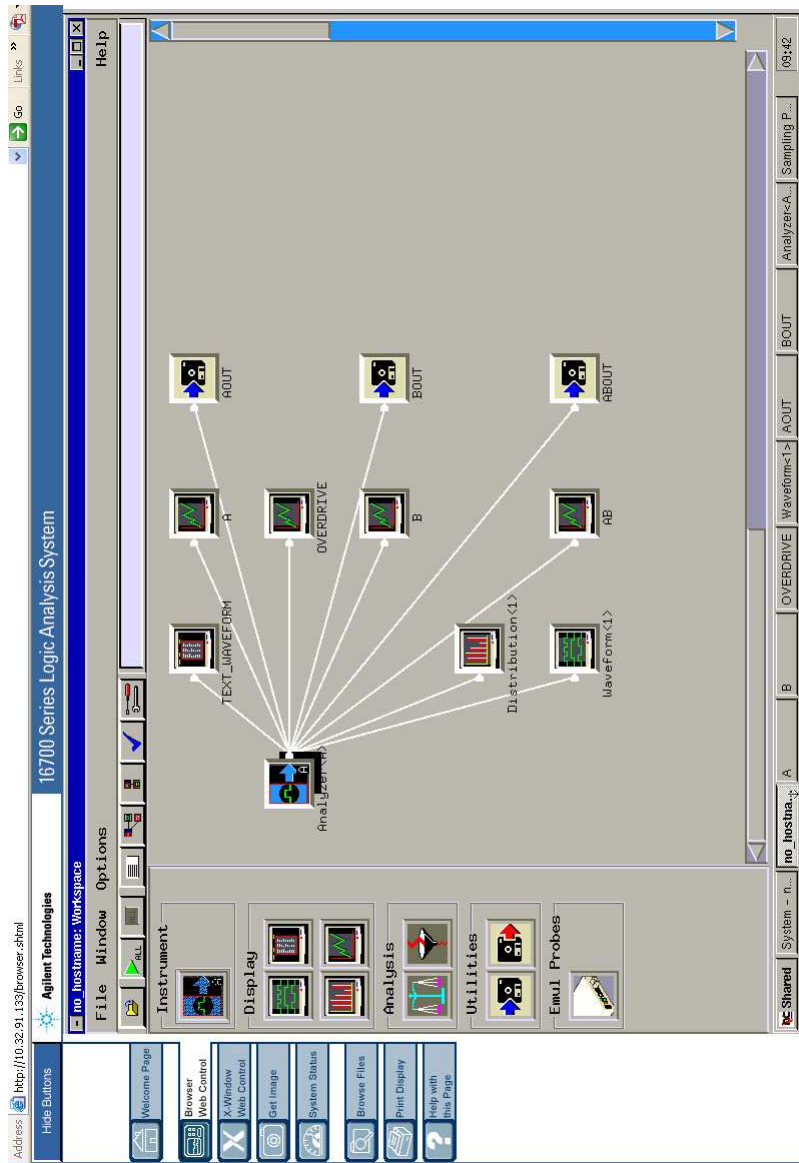 Address http://10.32.91.133/browser.shtml
Go
Links »
Hide Buttons
Agilent Technologies
16700 Series Logic Analysis System
Welcome Page
Browser
Web Control
X-Window
Web Control
Get Image
System Status
Browse Files
Print Display
Help with
this Page
no_hostname: Workspace
File Window Options
Help
ALL
Instrument
Display
Analysis
Utilities
Emul Probes
Analyzer<A>
TEXT_WAVEFORM
A
AOUT
OVERDRIVE
B
BOUT
Distribution<1>
Waveform<1>
AB
ABOUT
Shared
System - n...
no_hostna...
A
B
OVERDRIVE
Waveform<1>
AOUT
BOUT
Analyzer<A...
Sampling P...
09:42